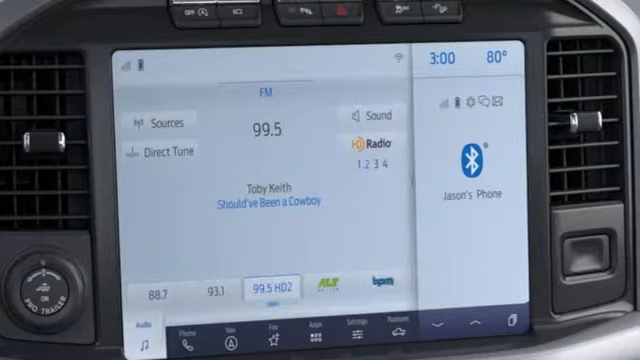 3:00 80°
FM
Sources
99.5
Sound
HD Radio
Direct Tune
1 2 3 4
Toby Keith
Should've Been a Cowboy
Jason's Phone
88.7 93.1 99.5 HD2 bpm
Audio Phone Nav Fav Apps Settings Features
ON
PRO TRAILER